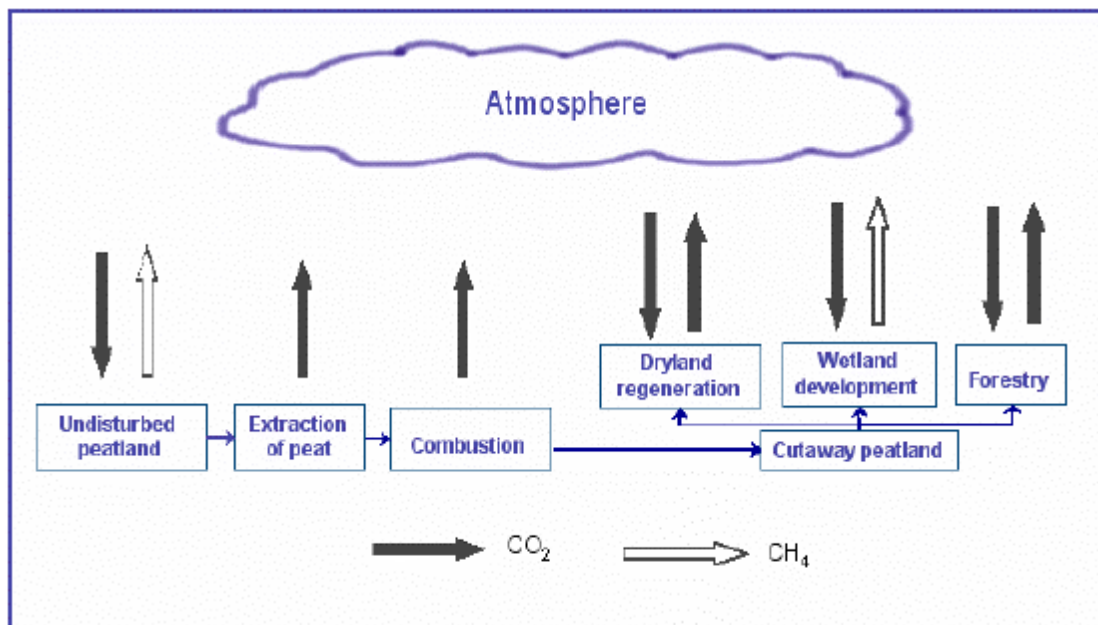 Atmosphere
Dryland
regeneration
Wetland
development
Forestry
Undisturbed
peatland
Extraction
of peat
Combustion
Cutaway peatland
CO₂
CH₄